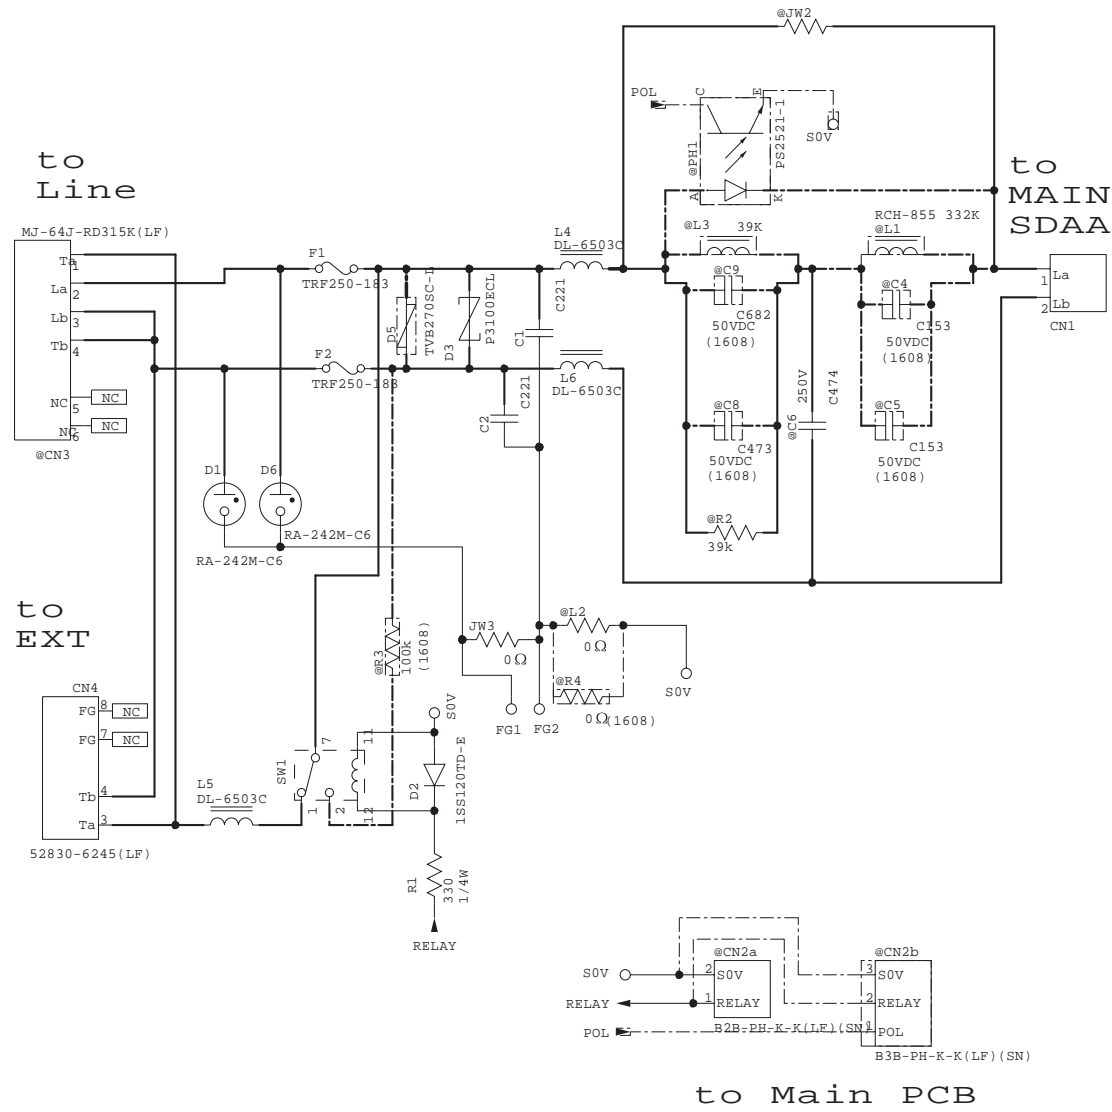 @JW2
POL
C
E
S0V
@PH1
PS2521-1
A
K
to
Line
to
MAIN
SDAA
MJ-64J-RD315K(LF)
Ta
1
La
2
Lb
3
Tb
4
NC
5
NC
NC
6
NC
@CN3
F1
TRF250-183
F2
TRF250-183
D5
TVB270SC-L
D3
P3100ECL
C1
C221
C2
C221
L4
DL-6503C
L6
DL-6503C
@L3
39K
@C9
C682
50VDC
(1608)
@C8
C473
50VDC
(1608)
@R2
39k
@C6
250V
C474
RCH-855 332K
@L1
@C4
C153
50VDC
(1608)
@C5
C153
50VDC
(1608)
La
1
Lb
2
CN1
D1
D6
RA-242M-C6
RA-242M-C6
to
EXT
CN4
FG
8
NC
FG
7
NC
Tb
4
Ta
3
52830-6245(LF)
L5
DL-6503C
SW1
7
1
2
11
12
@R3
100k
(1608)
S0V
D2
1SS120TD-E
R1
330
1/4W
RELAY
JW3
0Ω
FG1
FG2
@L2
0Ω
@R4
0Ω(1608)
S0V
@CN2a
@CN2b
S0V
2
S0V
3
S0V
RELAY
1
RELAY
2
RELAY
POL
1
POL
B2B-PH-K-K(LF)(SN)
B3B-PH-K-K(LF)(SN)
to Main PCB